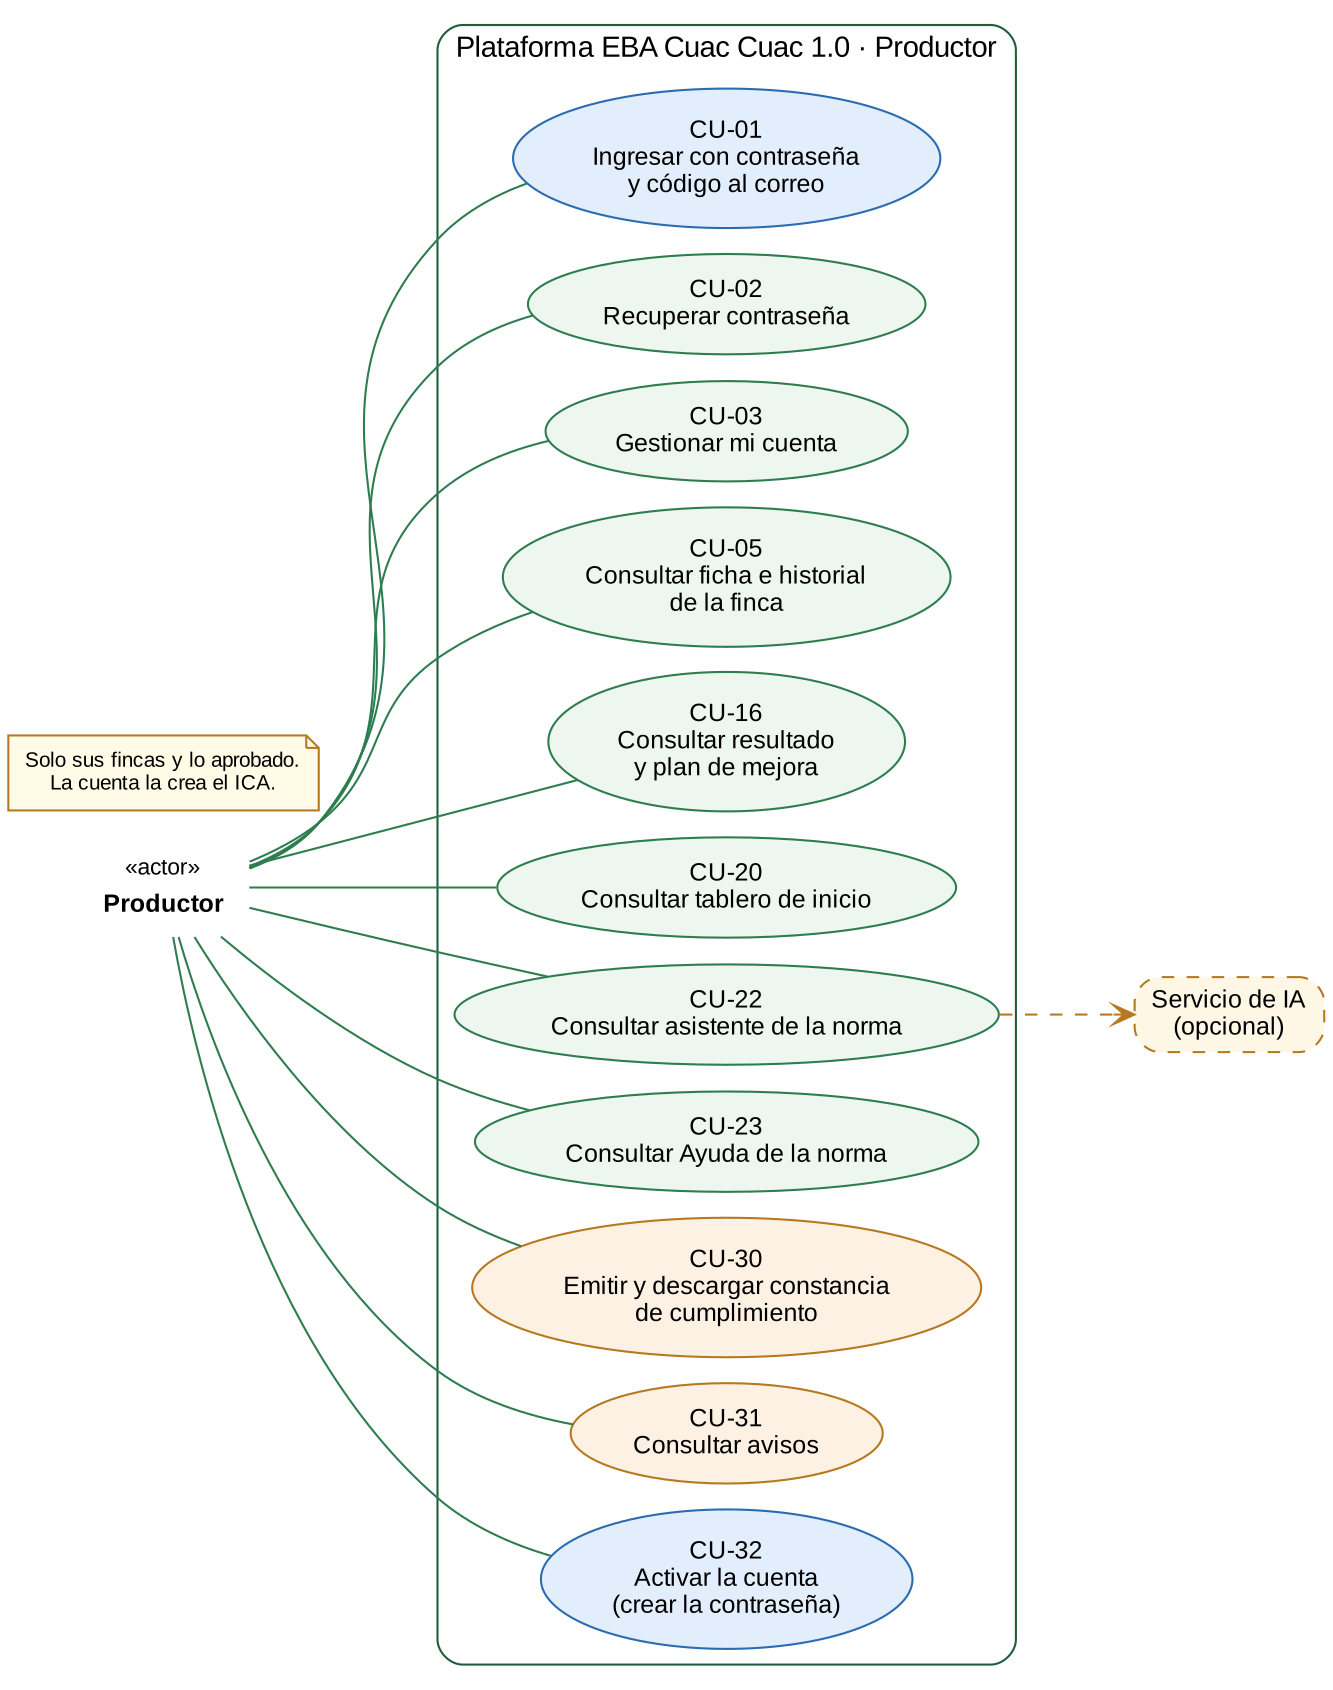 Plataforma EBA Cuac Cuac 1.0 · Productor
CU-01
Ingresar con contraseña
y código al correo
CU-02
Recuperar contraseña
CU-03
Gestionar mi cuenta
CU-05
Consultar ficha e historial
de la finca
CU-16
Consultar resultado
y plan de mejora
Solo sus fincas y lo aprobado.
La cuenta la crea el ICA.
«actor»
Productor
CU-20
Consultar tablero de inicio
CU-22
Consultar asistente de la norma
Servicio de IA
(opcional)
CU-23
Consultar Ayuda de la norma
CU-30
Emitir y descargar constancia
de cumplimiento
CU-31
Consultar avisos
CU-32
Activar la cuenta
(crear la contraseña)